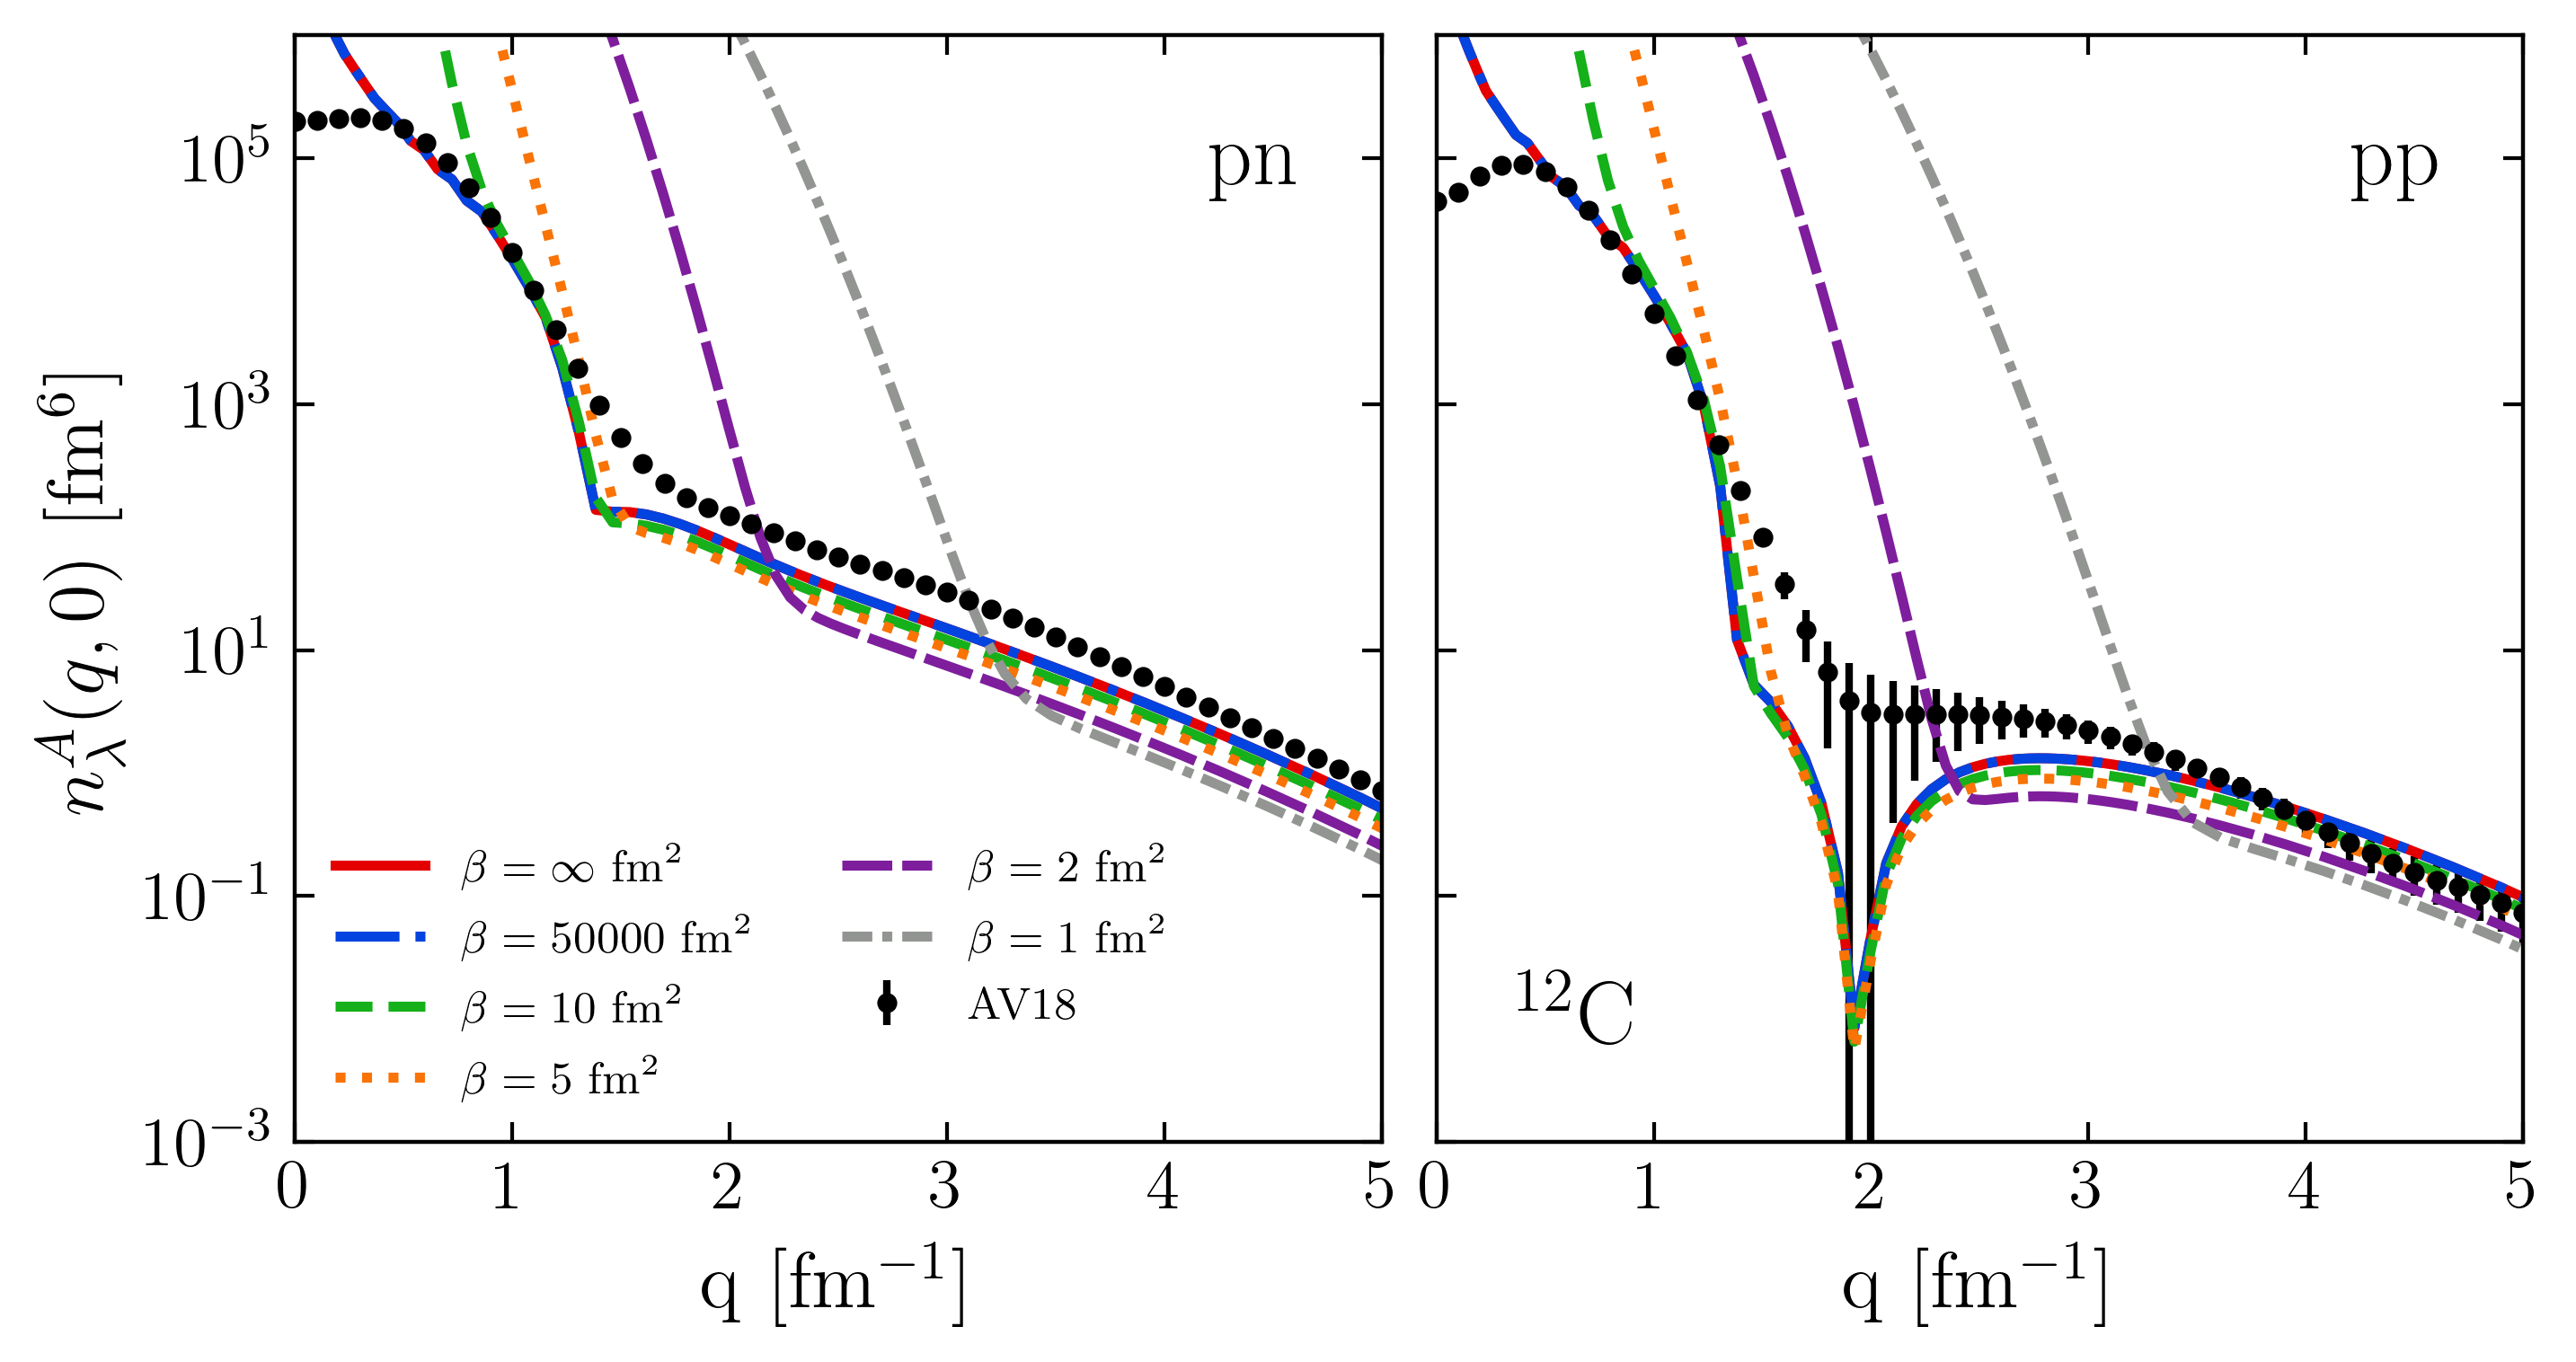 n_λ^A(q, 0) [fm⁶]
10⁵
10³
10¹
10⁻¹
10⁻³
pn
β = ∞ fm²
β = 50000 fm²
β = 10 fm²
β = 5 fm²
β = 2 fm²
β = 1 fm²
AV18
0 1 2 3 4 5
q [fm⁻¹]
pp
¹²C
0 1 2 3 4 5
q [fm⁻¹]